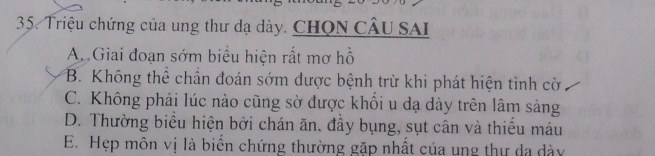 35. Triệu chứng của ung thư dạ dày. CHỌN CÂU SAI
A. Giai đoạn sớm biểu hiện rất mơ hồ
B. Không thể chẩn đoán sớm được bệnh trừ khi phát hiện tình cờ
C. Không phải lúc nào cũng sờ được khối u dạ dày trên lâm sàng
D. Thường biểu hiện bởi chán ăn, đầy bụng, sụt cân và thiếu máu
E. Hẹp môn vị là biến chứng thường gặp nhất của ung thư dạ dày